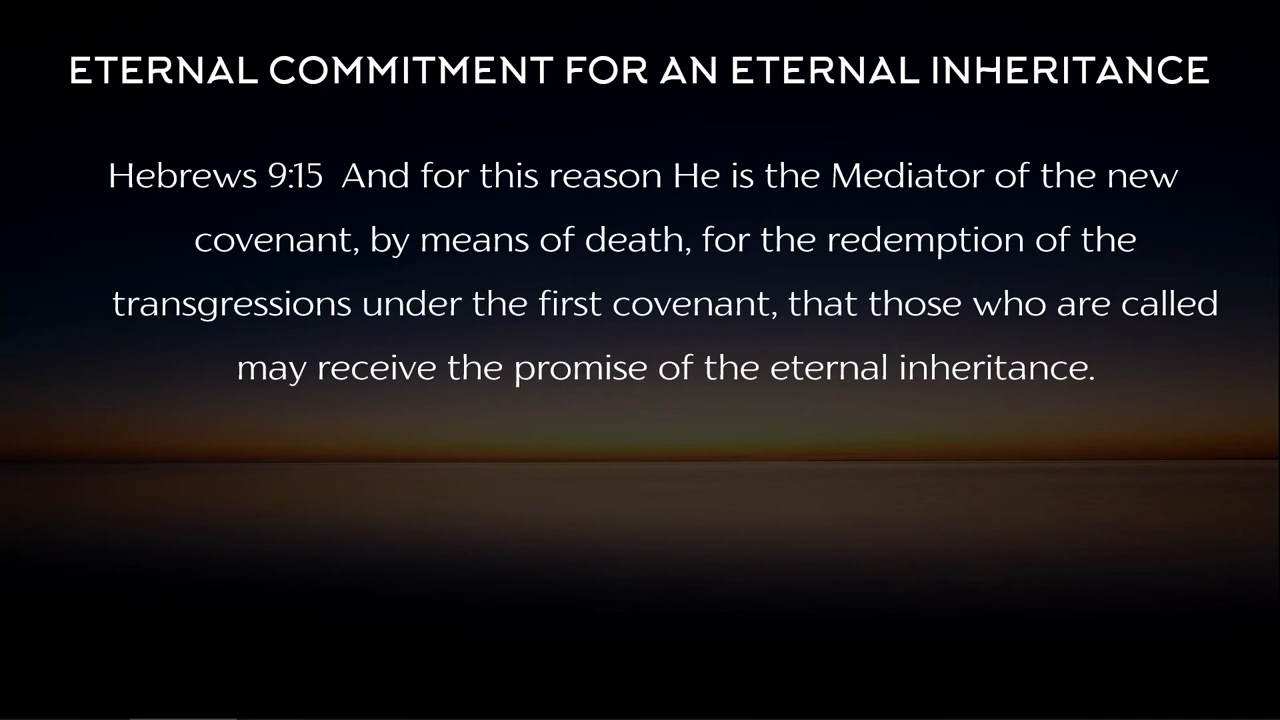 ETERNAL COMMITMENT FOR AN ETERNAL INHERITANCE
Hebrews 9:15 And for this reason He is the Mediator of the new
covenant, by means of death, for the redemption of the
transgressions under the first covenant, that those who are called
may receive the promise of the eternal inheritance.